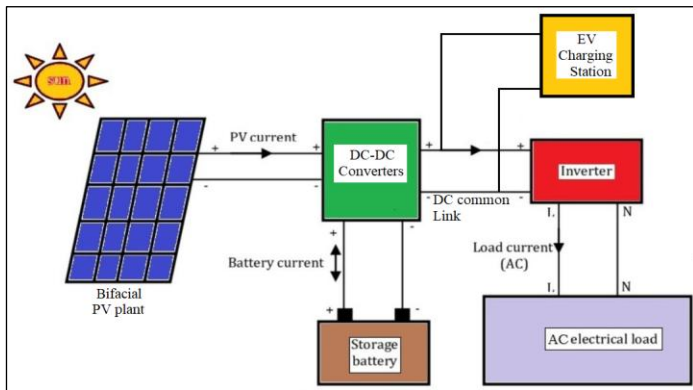 sun
EV
Charging
Station
PV current
+
+
-
-
DC-DC
Converters
+
+
-
-
DC common
Link
Inverter
L
N
Load current
(AC)
L
N
AC electrical load
+
-
Battery current
+
-
Storage
battery
Bifacial
PV plant